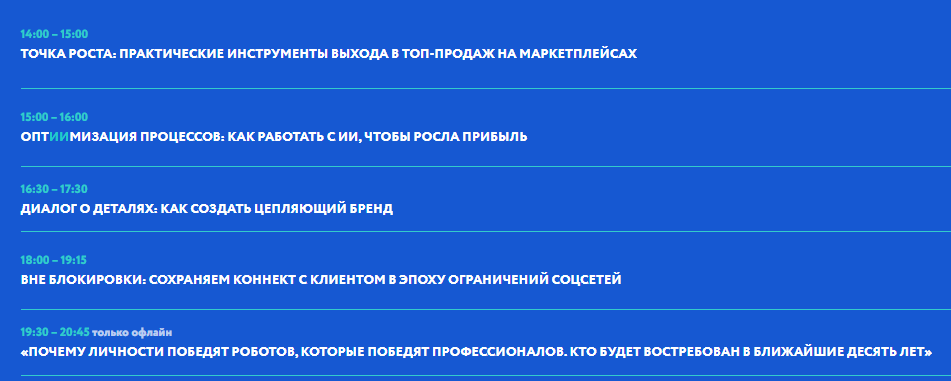 14:00 – 15:00
ТОЧКА РОСТА: ПРАКТИЧЕСКИЕ ИНСТРУМЕНТЫ ВЫХОДА В ТОП-ПРОДАЖ НА МАРКЕТПЛЕЙСАХ
15:00 – 16:00
ОПТИИМИЗАЦИЯ ПРОЦЕССОВ: КАК РАБОТАТЬ С ИИ, ЧТОБЫ РОСЛА ПРИБЫЛЬ
16:30 – 17:30
ДИАЛОГ О ДЕТАЛЯХ: КАК СОЗДАТЬ ЦЕПЛЯЮЩИЙ БРЕНД
18:00 – 19:15
ВНЕ БЛОКИРОВКИ: СОХРАНЯЕМ КОННЕКТ С КЛИЕНТОМ В ЭПОХУ ОГРАНИЧЕНИЙ СОЦСЕТЕЙ
19:30 – 20:45 только офлайн
«ПОЧЕМУ ЛИЧНОСТИ ПОБЕДЯТ РОБОТОВ, КОТОРЫЕ ПОБЕДЯТ ПРОФЕССИОНАЛОВ. КТО БУДЕТ ВОСТРЕБОВАН В БЛИЖАЙШИЕ ДЕСЯТЬ ЛЕТ»